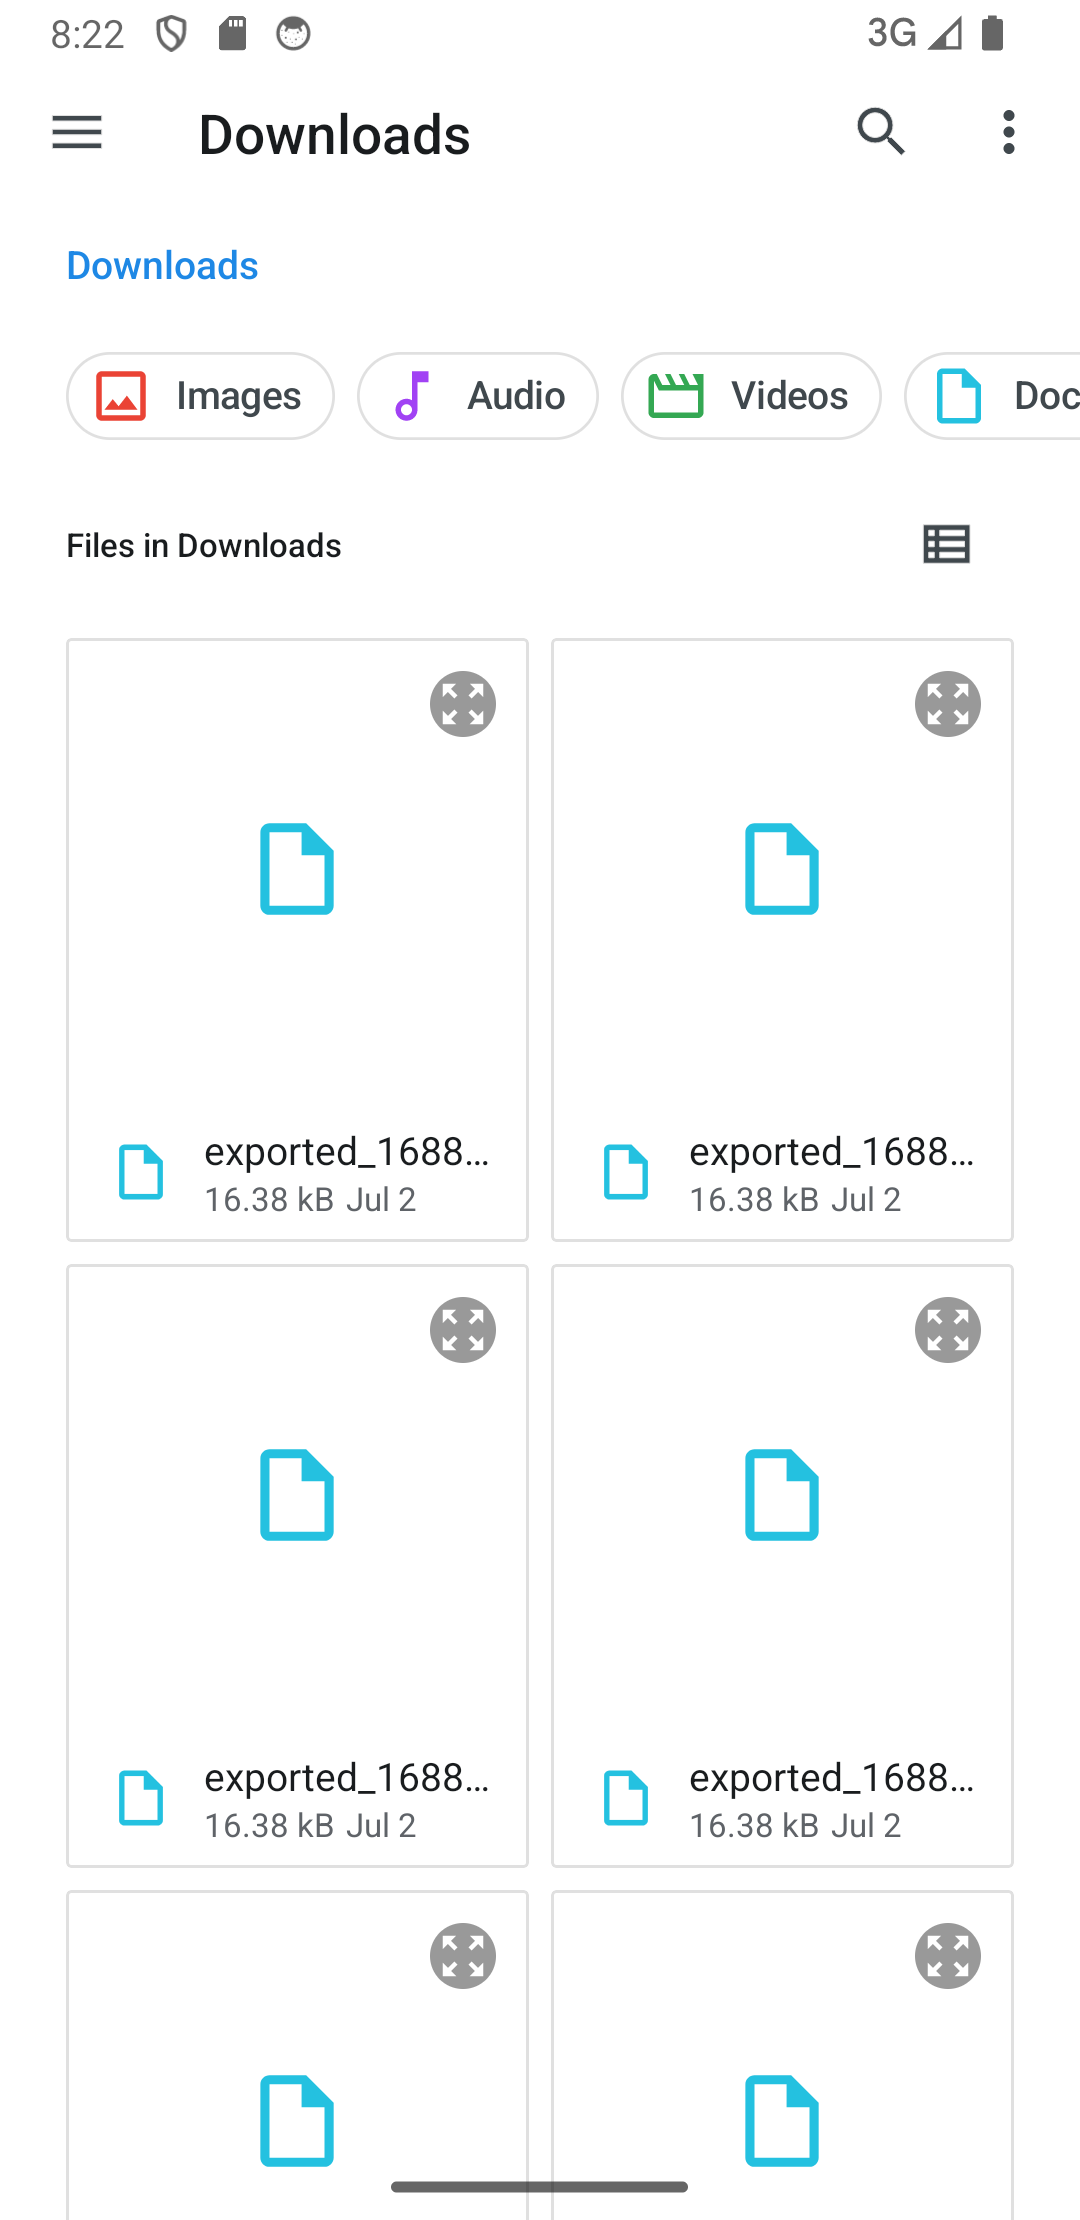 8:22
3G
Downloads
Downloads
Images
Audio
Videos
Doc
Files in Downloads
exported_1688...
16.38 kB Jul 2
exported_1688...
16.38 kB Jul 2
exported_1688...
16.38 kB Jul 2
exported_1688...
16.38 kB Jul 2